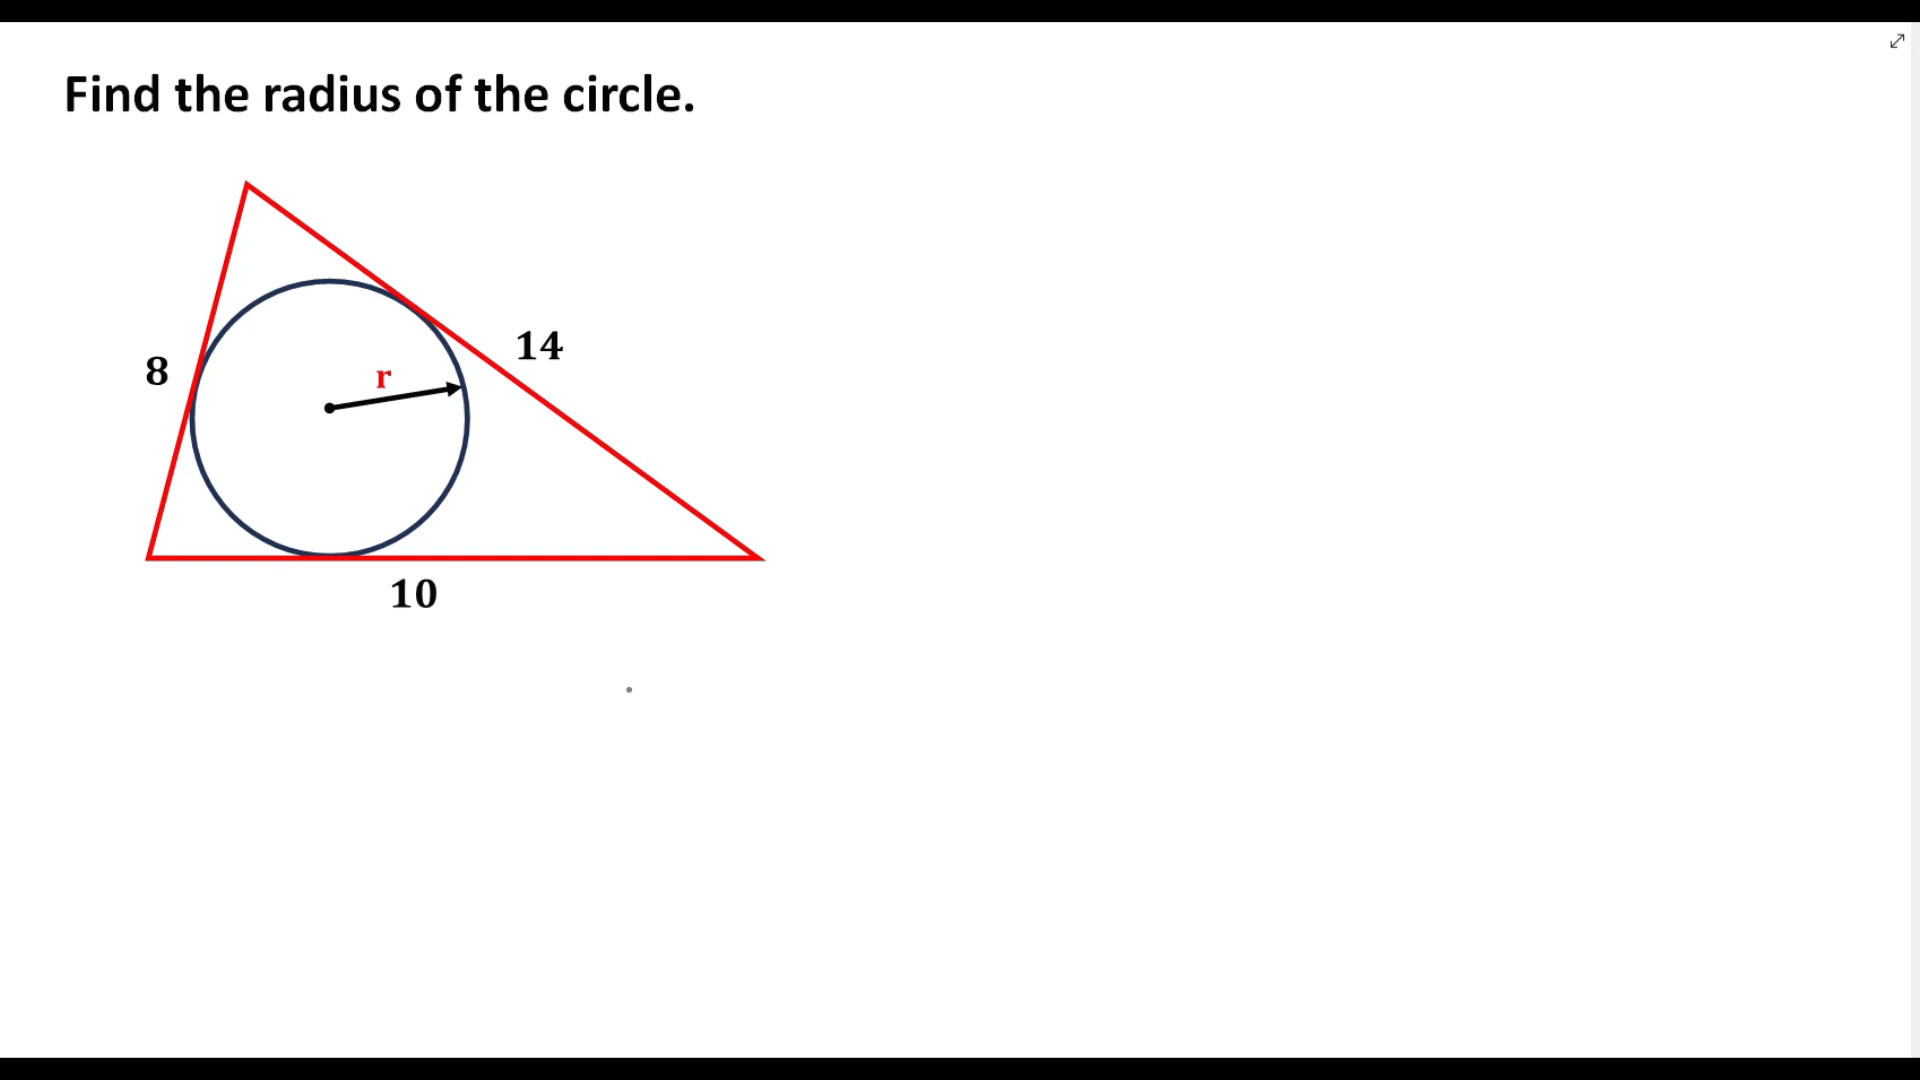 Find the radius of the circle.
14
8
r
10